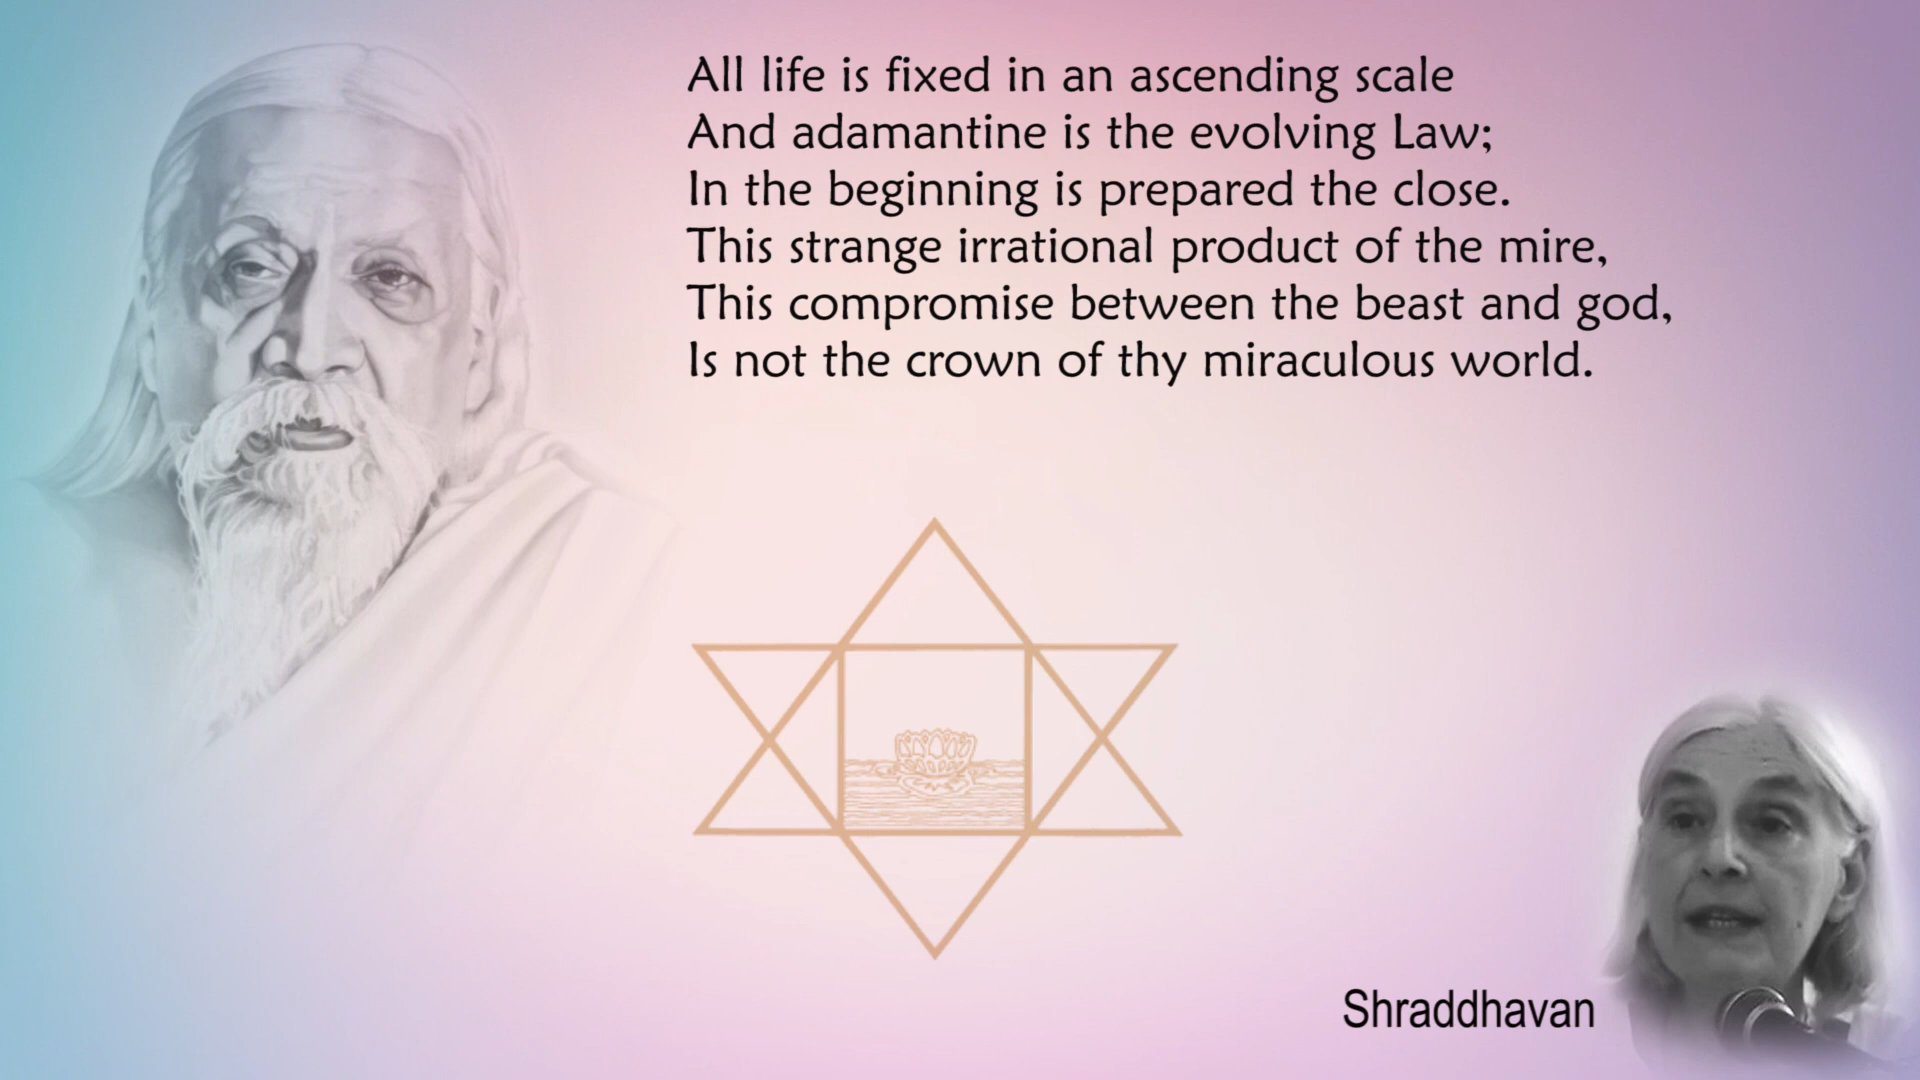 All life is fixed in an ascending scale
And adamantine is the evolving Law;
In the beginning is prepared the close.
This strange irrational product of the mire,
This compromise between the beast and god,
Is not the crown of thy miraculous world.
Shraddhavan